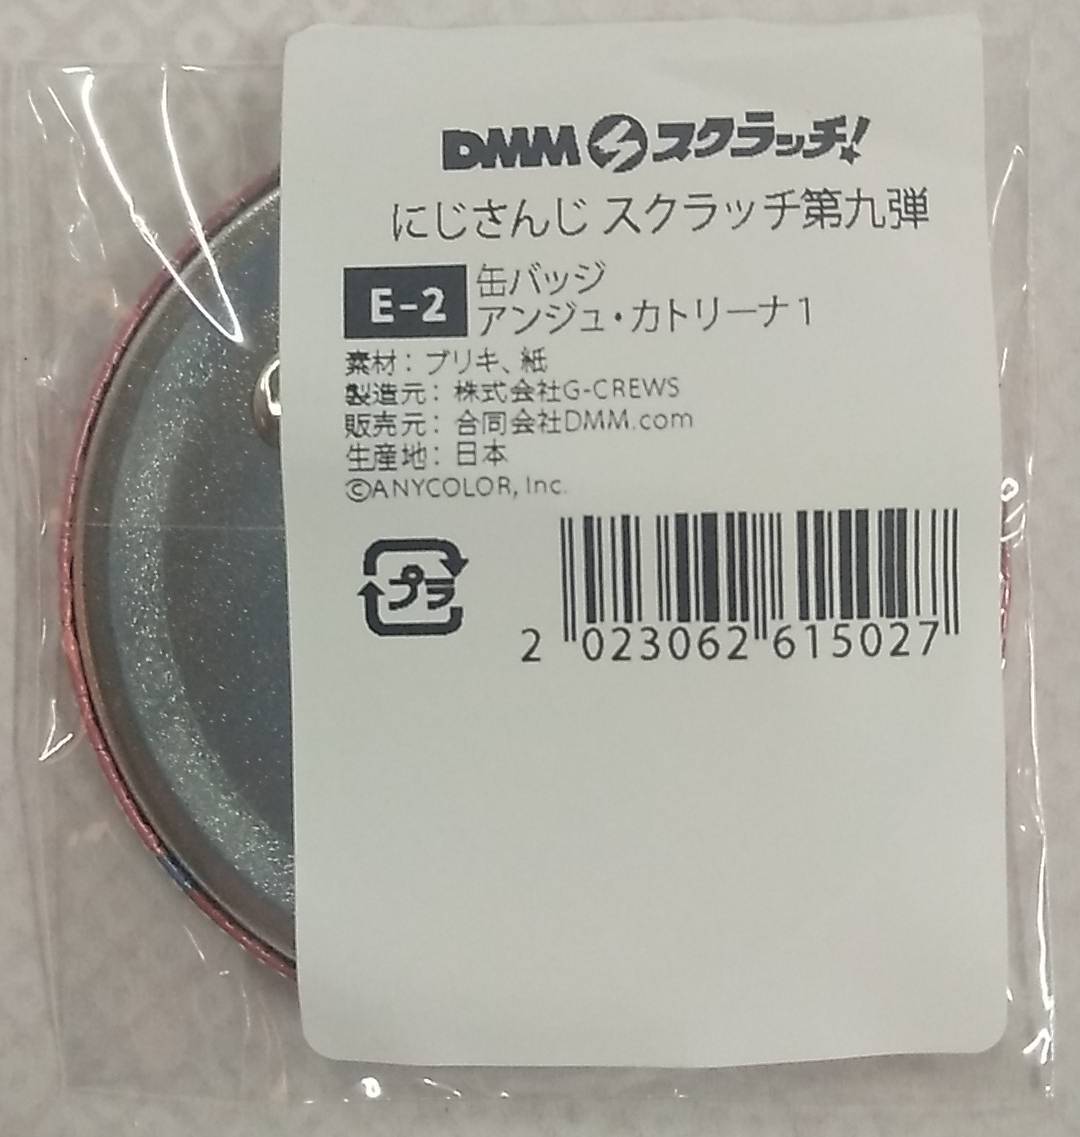 DMMスクラッチ!
にじさんじ スクラッチ第九弾
E-2
缶バッジ
アンジュ・カトリーナ1
素材：ブリキ、紙
製造元：株式会社G-CREWS
販売元：合同会社DMM.com
生産地：日本
©ANYCOLOR, Inc.
プラ
2 023062 615027